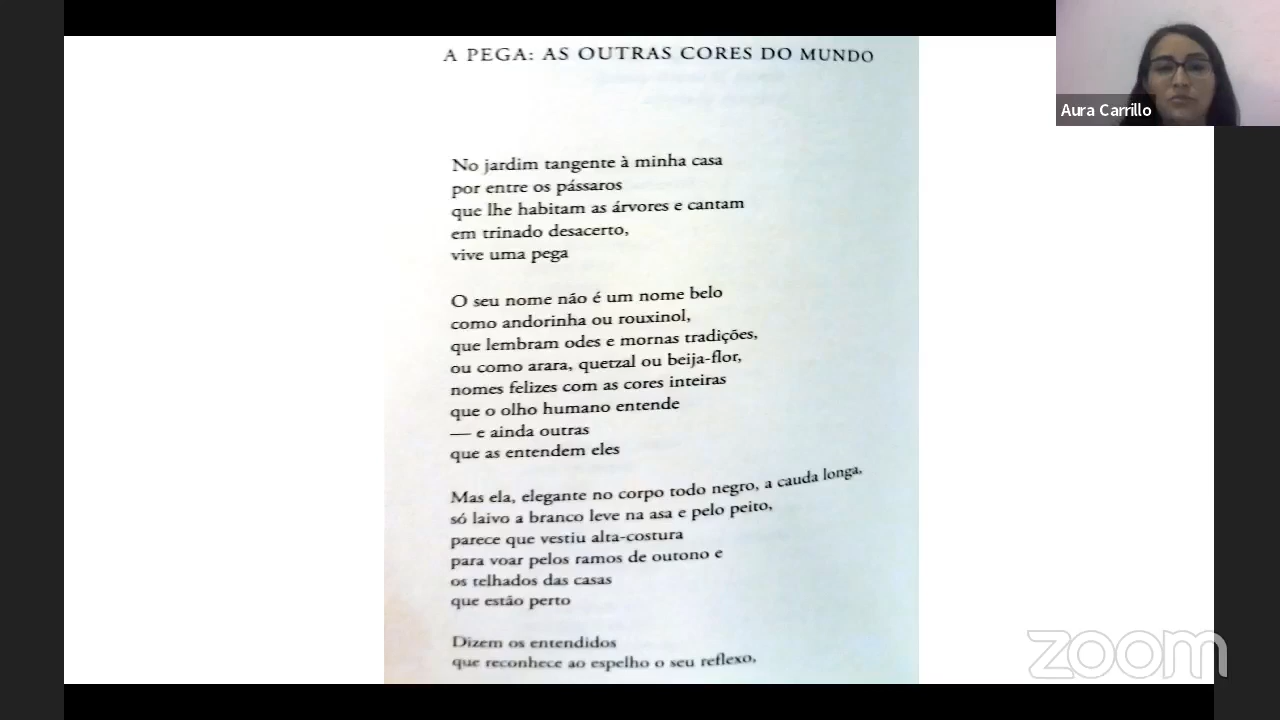 A PEGA: AS OUTRAS CORES DO MUNDO
Aura Carrillo
No jardim tangente à minha casa
por entre os pássaros
que lhe habitam as árvores e cantam
em trinado desacerto,
vive uma pega
O seu nome não é um nome belo
como andorinha ou rouxinol,
que lembram odes e mornas tradições,
ou como arara, quetzal ou beija-flor,
nomes felizes com as cores inteiras
que o olho humano entende
— e ainda outras
que as entendem eles
Mas ela, elegante no corpo todo negro, a cauda longa,
só laivo a branco leve na asa e pelo peito,
parece que vestiu alta-costura
para voar pelos ramos de outono e
os telhados das casas
que estão perto
Dizem os entendidos
que reconhece ao espelho o seu reflexo,
zoom